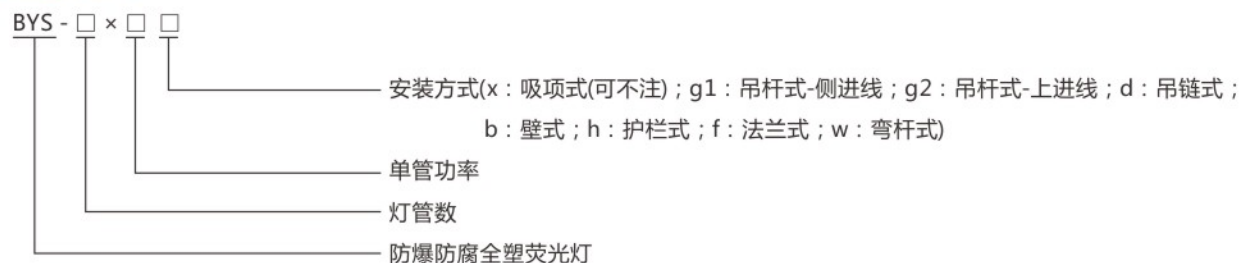 BYS - □ × □ □
安装方式(x：吸项式(可不注)；g1：吊杆式-侧进线；g2：吊杆式-上进线；d：吊链式；
b：壁式；h：护栏式；f：法兰式；w：弯杆式)
单管功率
灯管数
防爆防腐全塑荧光灯